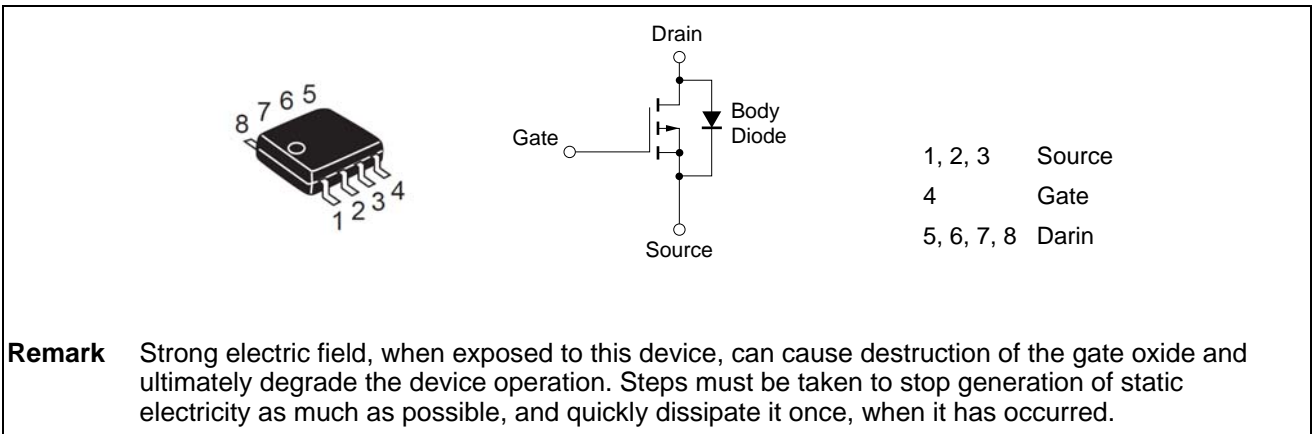 Drain
8 7 6 5
Gate
Body
Diode
1 2 3 4
Source
1, 2, 3 Source
4 Gate
5, 6, 7, 8 Darin
Remark Strong electric field, when exposed to this device, can cause destruction of the gate oxide and
ultimately degrade the device operation. Steps must be taken to stop generation of static
electricity as much as possible, and quickly dissipate it once, when it has occurred.